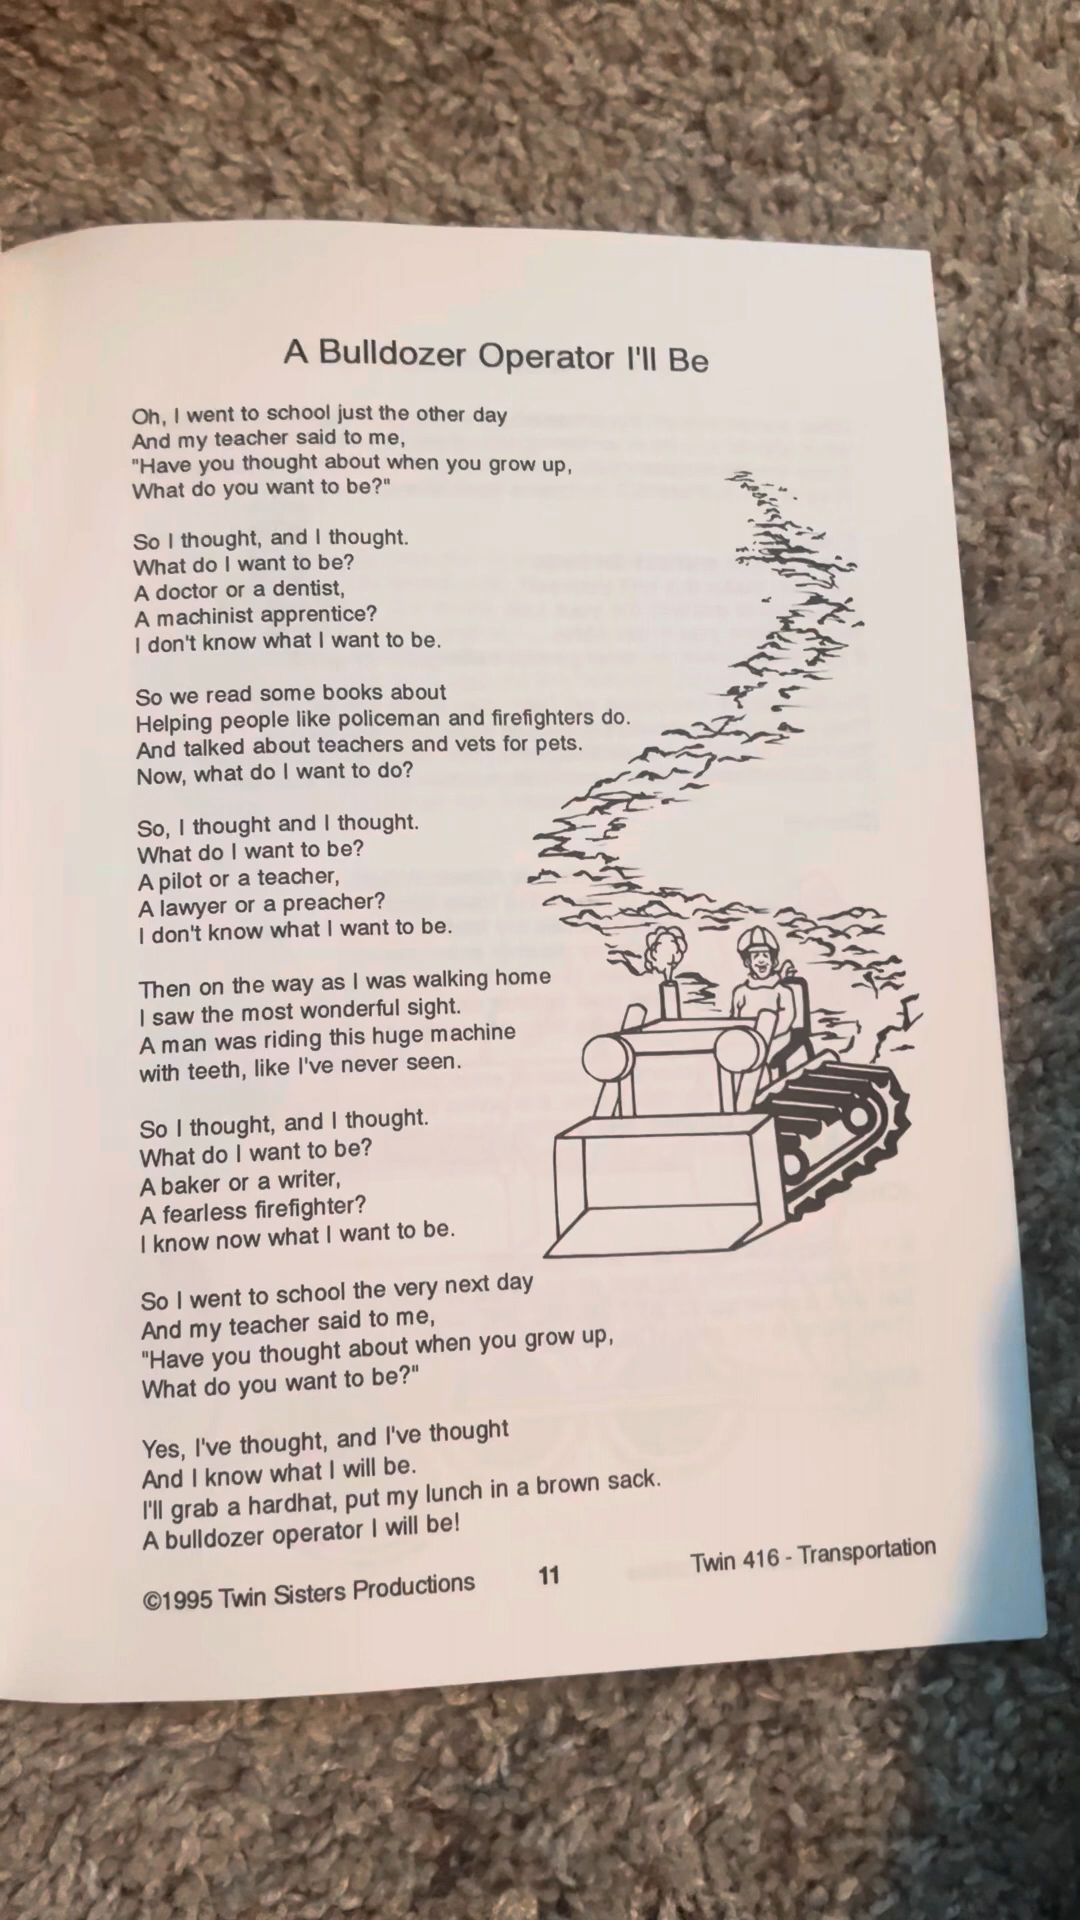 A Bulldozer Operator I'll Be
Oh, I went to school just the other day
And my teacher said to me,
"Have you thought about when you grow up,
What do you want to be?"
So I thought, and I thought.
What do I want to be?
A doctor or a dentist,
A machinist apprentice?
I don't know what I want to be.
So we read some books about
Helping people like policeman and firefighters do.
And talked about teachers and vets for pets.
Now, what do I want to do?
So, I thought and I thought.
What do I want to be?
A pilot or a teacher,
A lawyer or a preacher?
I don't know what I want to be.
Then on the way as I was walking home
I saw the most wonderful sight.
A man was riding this huge machine
with teeth, like I've never seen.
So I thought, and I thought.
What do I want to be?
A baker or a writer,
A fearless firefighter?
I know now what I want to be.
So I went to school the very next day
And my teacher said to me,
"Have you thought about when you grow up,
What do you want to be?"
Yes, I've thought, and I've thought
And I know what I will be.
I'll grab a hardhat, put my lunch in a brown sack.
A bulldozer operator I will be!
©1995 Twin Sisters Productions 11 Twin 416 - Transportation